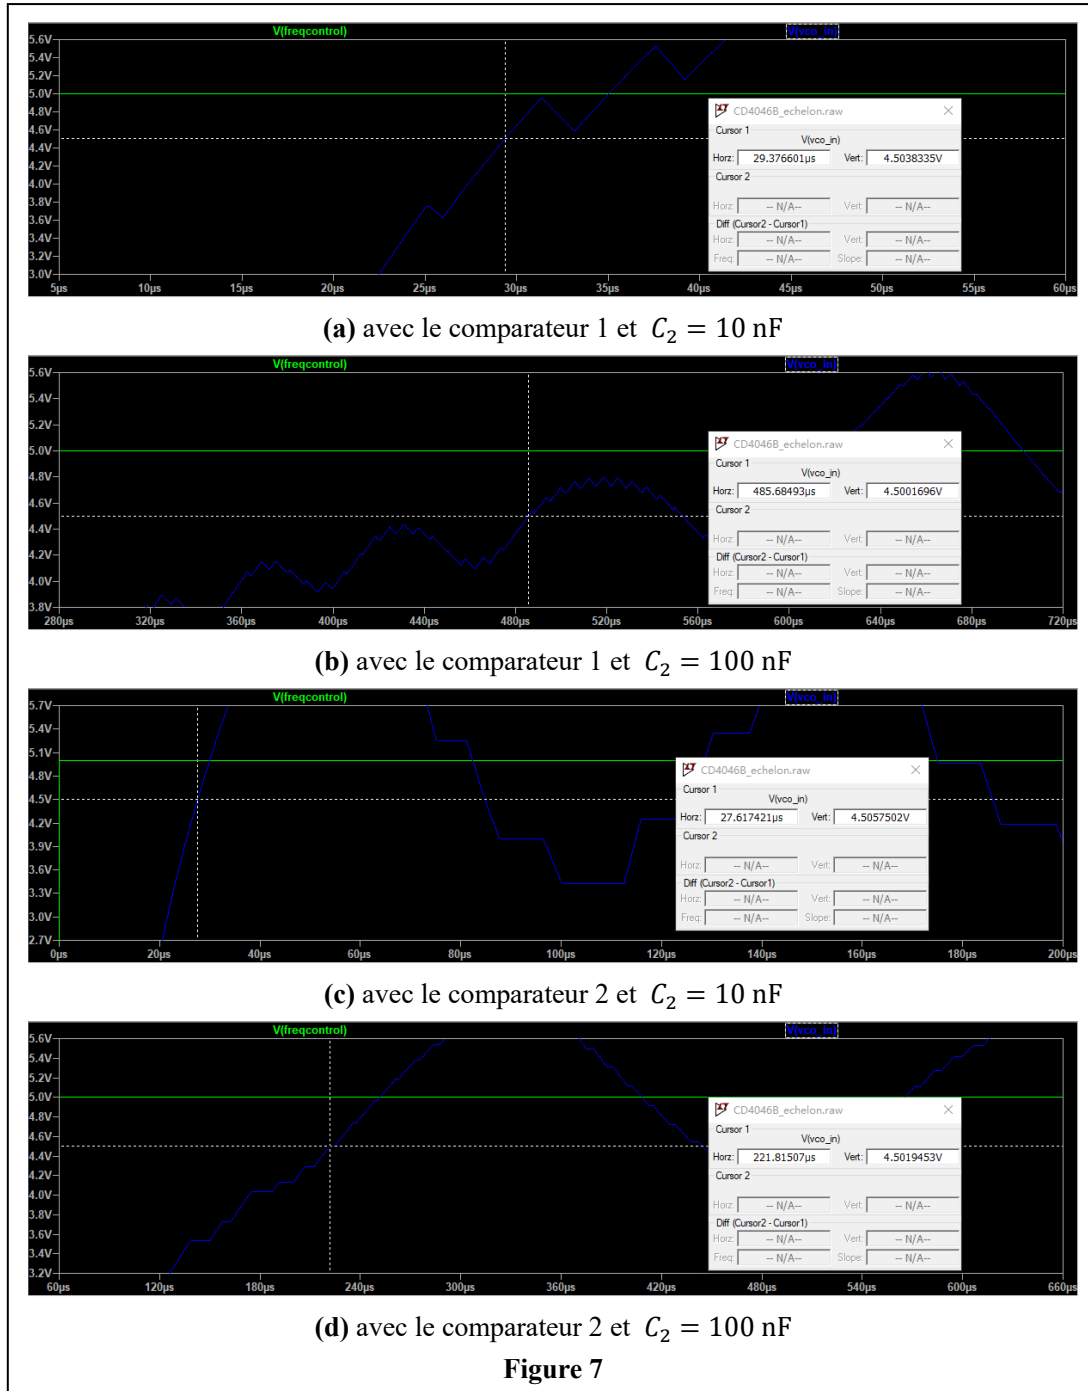 V(freqcontrol) V(vco_in)
5.6V
5.4V
5.2V
5.0V
4.8V
4.6V
4.4V
4.2V
4.0V
3.8V
3.6V
3.4V
3.2V
3.0V
5µs 10µs 15µs 20µs 25µs 30µs 35µs 40µs 45µs 50µs 55µs 60µs
CD4046B_echelon.raw
Cursor 1
V(vco_in)
Horz: 29.376601µs Vert: 4.5038335V
Cursor 2
Horz: -- N/A-- Vert: -- N/A--
Diff (Cursor2 - Cursor1)
Horz: -- N/A-- Vert: -- N/A--
Freq: -- N/A-- Slope: -- N/A--
(a) avec le comparateur 1 et C₂ = 10 nF
V(freqcontrol) V(vco_in)
5.6V
5.4V
5.2V
5.0V
4.8V
4.6V
4.4V
4.2V
4.0V
3.8V
280µs 320µs 360µs 400µs 440µs 480µs 520µs 560µs 600µs 640µs 680µs 720µs
CD4046B_echelon.raw
Cursor 1
V(vco_in)
Horz: 485.68493µs Vert: 4.5001696V
Cursor 2
Horz: -- N/A-- Vert: -- N/A--
Diff (Cursor2 - Cursor1)
Horz: -- N/A-- Vert: -- N/A--
Freq: -- N/A-- Slope: -- N/A--
(b) avec le comparateur 1 et C₂ = 100 nF
V(freqcontrol) V(vco_in)
5.7V
5.4V
5.1V
4.8V
4.5V
4.2V
3.9V
3.6V
3.3V
3.0V
2.7V
0µs 20µs 40µs 60µs 80µs 100µs 120µs 140µs 160µs 180µs 200µs
CD4046B_echelon.raw
Cursor 1
V(vco_in)
Horz: 27.617421µs Vert: 4.5057502V
Cursor 2
Horz: -- N/A-- Vert: -- N/A--
Diff (Cursor2 - Cursor1)
Horz: -- N/A-- Vert: -- N/A--
Freq: -- N/A-- Slope: -- N/A--
(c) avec le comparateur 2 et C₂ = 10 nF
V(freqcontrol) V(vco_in)
5.6V
5.4V
5.2V
5.0V
4.8V
4.6V
4.4V
4.2V
4.0V
3.8V
3.6V
3.4V
3.2V
60µs 120µs 180µs 240µs 300µs 360µs 420µs 480µs 540µs 600µs 660µs
CD4046B_echelon.raw
Cursor 1
V(vco_in)
Horz: 221.81507µs Vert: 4.5019453V
Cursor 2
Horz: -- N/A-- Vert: -- N/A--
Diff (Cursor2 - Cursor1)
Horz: -- N/A-- Vert: -- N/A--
Freq: -- N/A-- Slope: -- N/A--
(d) avec le comparateur 2 et C₂ = 100 nF
Figure 7